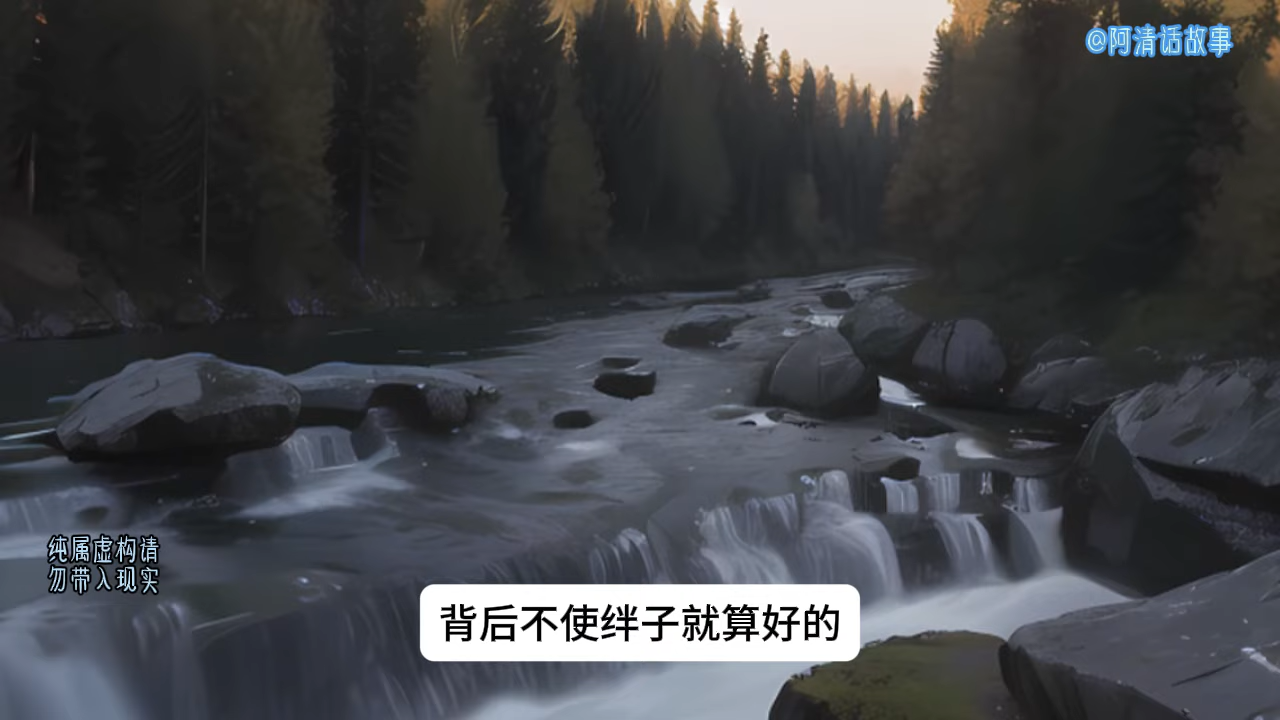 @阿清话故事
纯属虚构请
勿带入现实
背后不使绊子就算好的